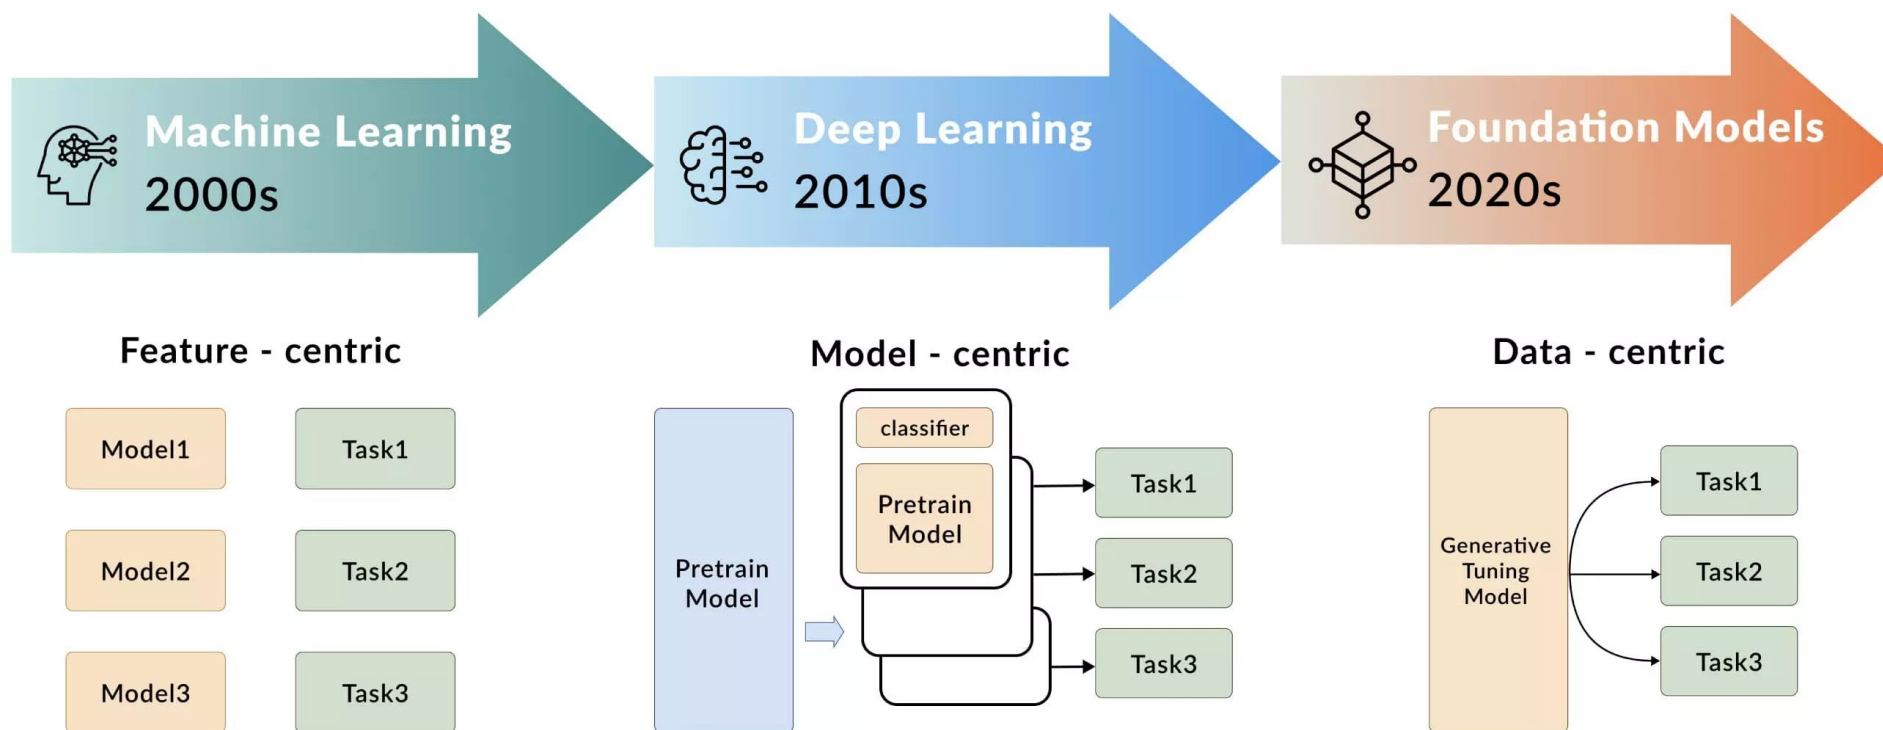 Machine Learning
2000s
Deep Learning
2010s
Foundation Models
2020s
Feature - centric
Model1
Task1
Model2
Task2
Model3
Task3
Model - centric
Pretrain
Model
classifier
Pretrain
Model
Task1
Task2
Task3
Data - centric
Generative
Tuning
Model
Task1
Task2
Task3